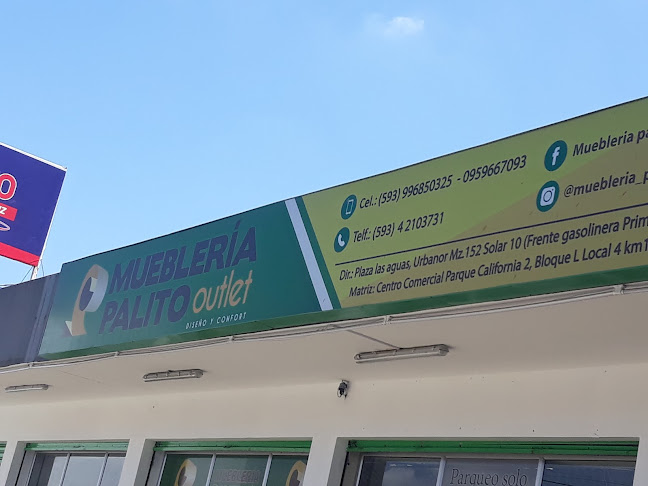 MUEBLERÍA
PALITO outlet
DISEÑO Y CONFORT
Cel.: (593) 996850325 - 0959667093
Telf.: (593) 4 2103731
Muebleria pa
@muebleria_p
Dir.: Plaza las aguas, Urbanor Mz.152 Solar 10 (Frente gasolinera Prim
Matriz: Centro Comercial Parque California 2, Bloque L Local 4 km1
Parqueo solo